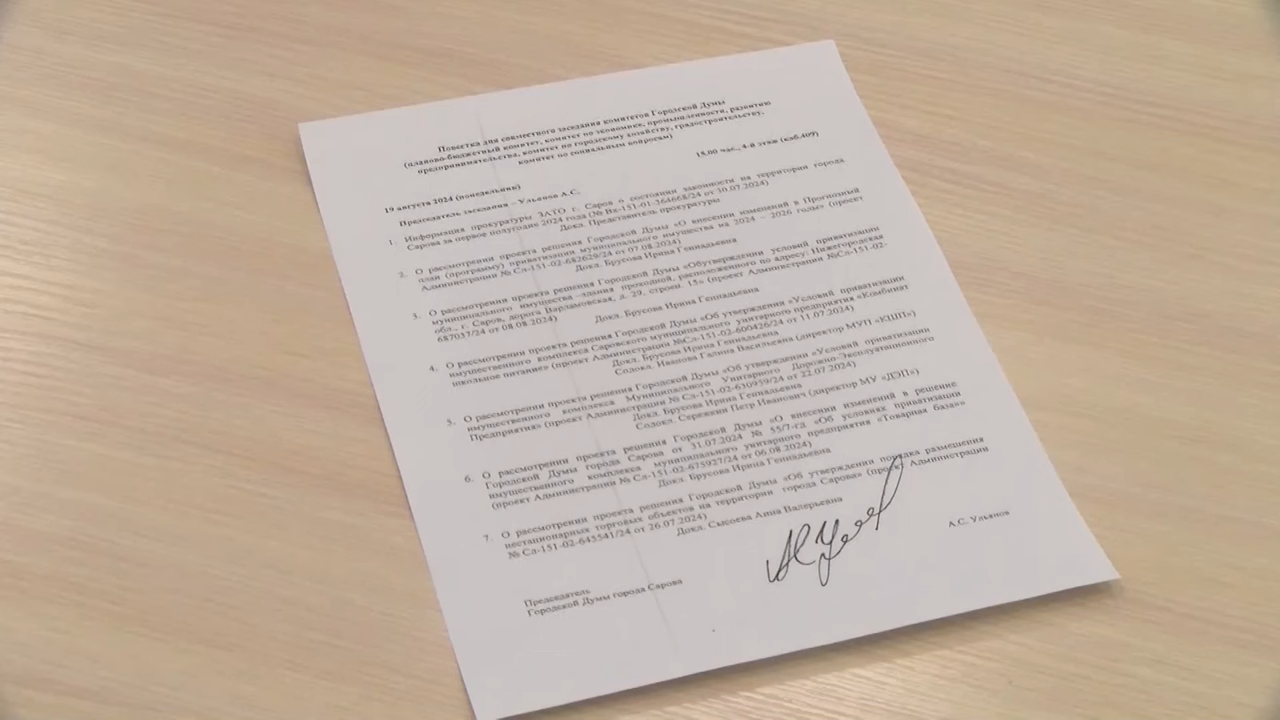 Повестка дня совместного заседания комитетов Городской Думы
(планово-бюджетный комитет, комитет по экономике, промышленности, развитию
предпринимательства, комитет по городскому хозяйству, градостроительству,
комитет по социальным вопросам)
15.00 час., 4-й этаж (каб.409)
19 августа 2024 (понедельник)
Председатель заседания – Ульянов А.С.
1. Информация прокуратуры ЗАТО г. Саров о состоянии законности на территории города
Сарова за первое полугодие 2024 года (№ Вх-151-01-364668/24 от 30.07.2024)
Докл. Представитель прокуратуры
2. О рассмотрении проекта решения Городской Думы «О внесении изменений в Прогнозный
план (программу) приватизации муниципального имущества на 2024 – 2026 годы» (проект
Администрации № Сл-151-02-682629/24 от 07.08.2024)
Докл. Брусова Ирина Геннадьевна
3. О рассмотрении проекта решения Городской Думы «Обутверждении условий приватизации
муниципального имущества –здания проходной, расположенного по адресу: Нижегородская
обл., г. Саров, дорога Варламовская, д. 29, строен. 15» (проект Администрации №Сл-151-02-
687037/24 от 08.08.2024)
Докл. Брусова Ирина Геннадьевна
4. О рассмотрении проекта решения Городской Думы «Об утверждении «Условий приватизации
имущественного комплекса Саровского муниципального унитарного предприятия «Комбинат
школьное питание» (проект Администрации №Сл-151-02-600426/24 от 11.07.2024)
Докл. Брусова Ирина Геннадьевна
Содокл. Иванова Галина Васильевна (директор МУП «КШП»)
5. О рассмотрении проекта решения Городской Думы «Об утверждении «Условий приватизации
имущественного комплекса Муниципального Унитарного Дорожно-Эксплуатационного
Предприятия» (проект Администрации № Сл-151-02-630959/24 от 22.07.2024)
Докл. Брусова Ирина Геннадьевна
Содокл. Сережкин Петр Иванович (директор МУ «ДЭП»)
6. О рассмотрении проекта решения Городской Думы «О внесении изменений в решение
Городской Думы города Сарова от 31.07.2024 № 55/7-гд «Об условиях приватизации
имущественного комплекса муниципального унитарного предприятия «Товарная база»»
(проект Администрации № Сл-151-02-675927/24 от 06.08.2024)
Докл. Брусова Ирина Геннадьевна
7. О рассмотрении проекта решения Городской Думы «Об утверждении порядка размещения
нестационарных торговых объектов на территории города Сарова» (проект Администрации
№ Сл-151-02-645541/24 от 26.07.2024)
Докл. Сысоева Анна Валерьевна
Председатель
Городской Думы города Сарова
А.С. Ульянов